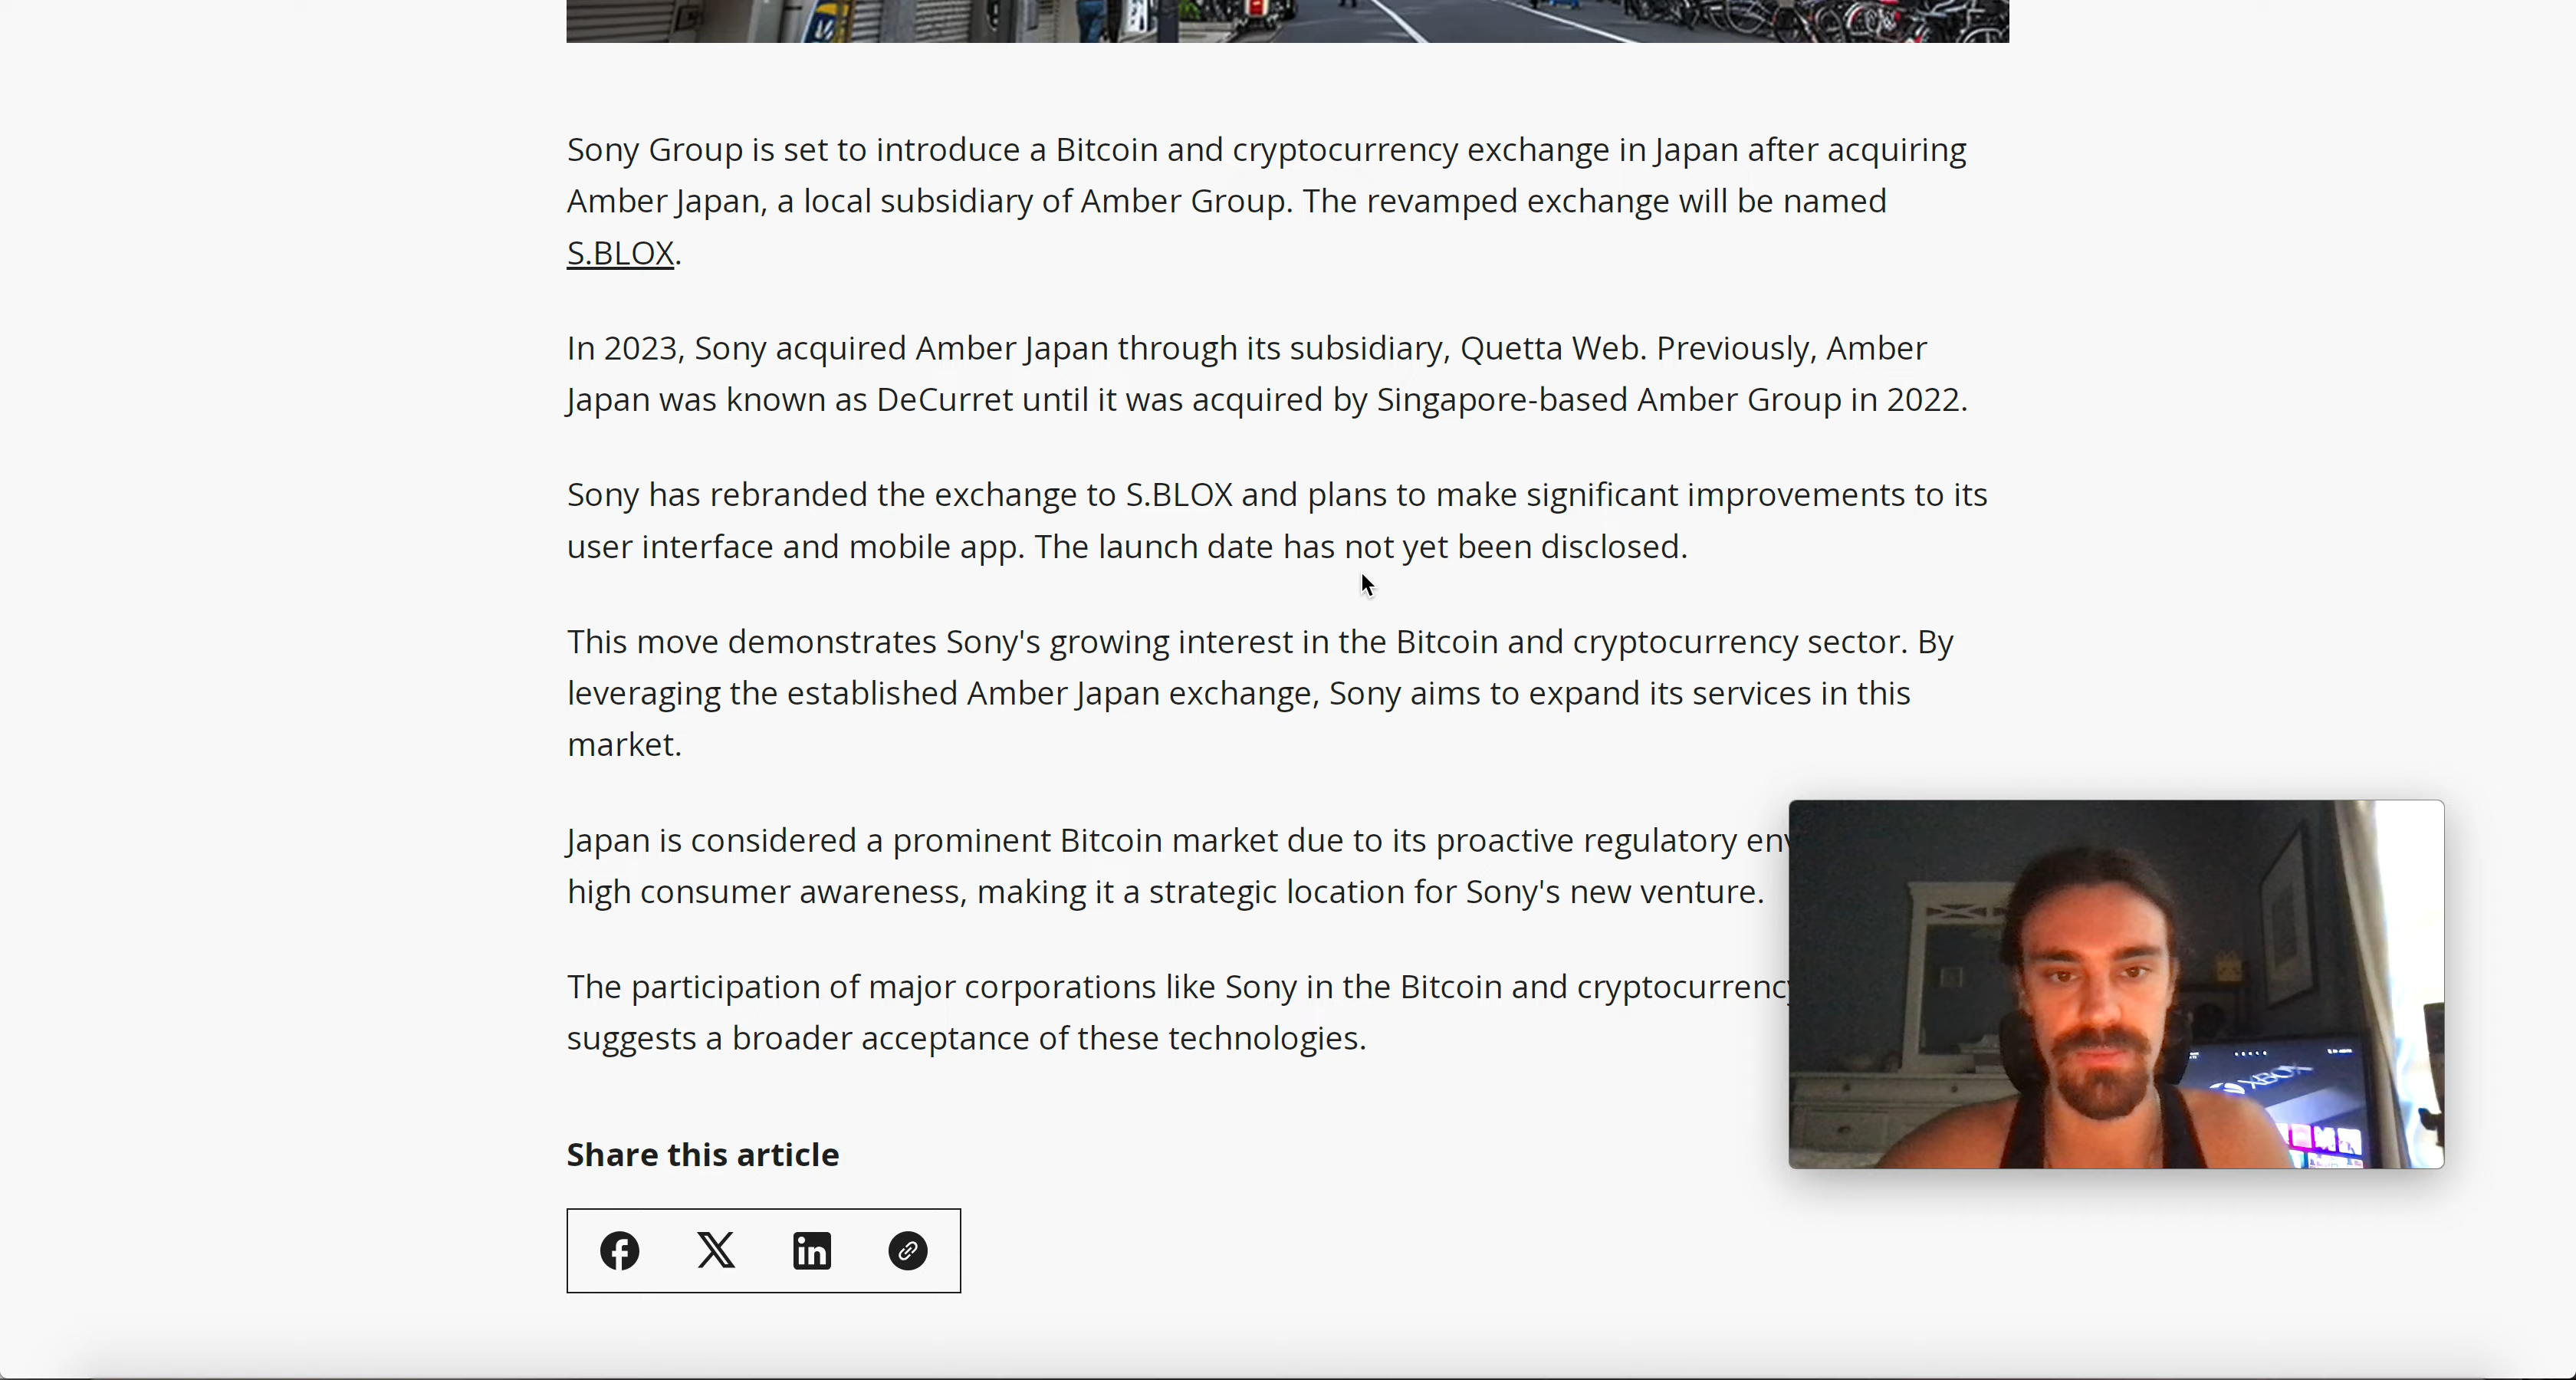 Sony Group is set to introduce a Bitcoin and cryptocurrency exchange in Japan after acquiring
Amber Japan, a local subsidiary of Amber Group. The revamped exchange will be named
S.BLOX.
In 2023, Sony acquired Amber Japan through its subsidiary, Quetta Web. Previously, Amber
Japan was known as DeCurret until it was acquired by Singapore-based Amber Group in 2022.
Sony has rebranded the exchange to S.BLOX and plans to make significant improvements to its
user interface and mobile app. The launch date has not yet been disclosed.
This move demonstrates Sony's growing interest in the Bitcoin and cryptocurrency sector. By
leveraging the established Amber Japan exchange, Sony aims to expand its services in this
market.
Japan is considered a prominent Bitcoin market due to its proactive regulatory
high consumer awareness, making it a strategic location for Sony's new venture.
The participation of major corporations like Sony in the Bitcoin and cryptocurrency
suggests a broader acceptance of these technologies.
XBOX
Share this article